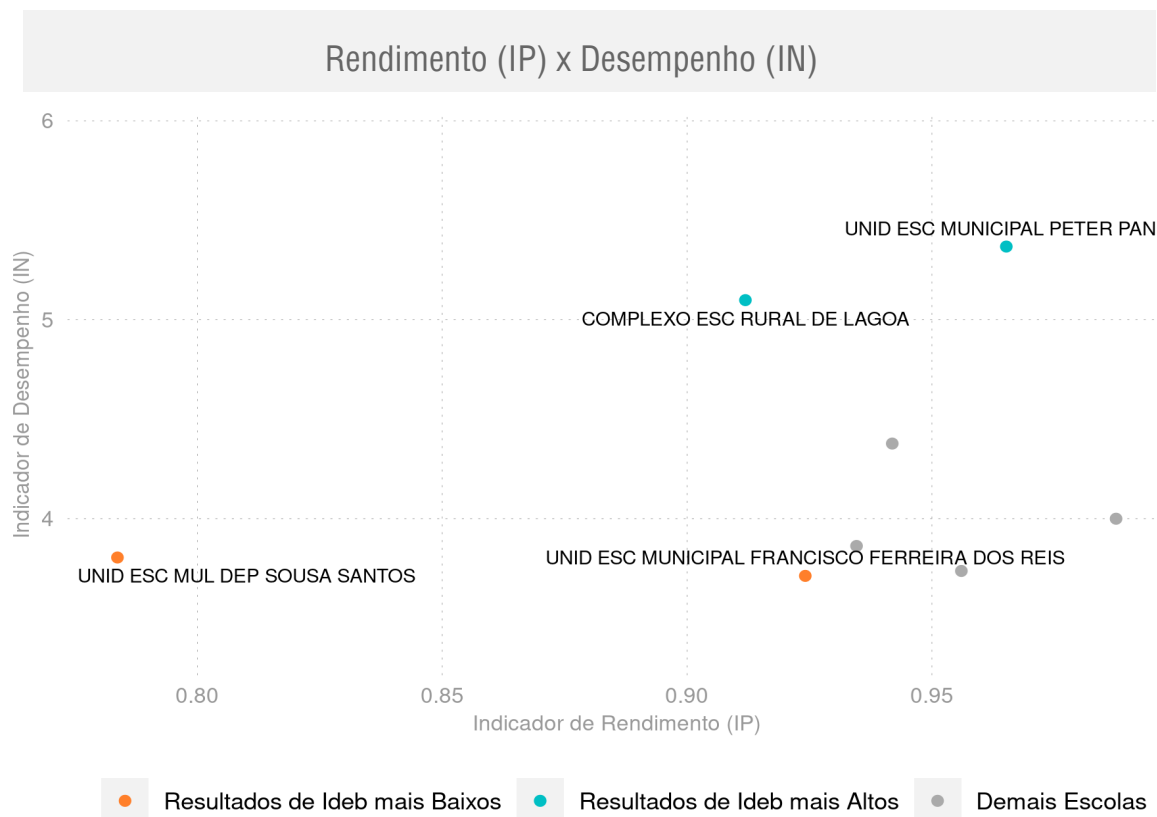 Rendimento (IP) x Desempenho (IN)
6
UNID ESC MUNICIPAL PETER PAN
Indicador de Desempenho (IN)
5
COMPLEXO ESC RURAL DE LAGOA
4
UNID ESC MUNICIPAL FRANCISCO FERREIRA DOS REIS
UNID ESC MUL DEP SOUSA SANTOS
0.80 0.85 0.90 0.95
Indicador de Rendimento (IP)
Resultados de Ideb mais Baixos Resultados de Ideb mais Altos Demais Escolas